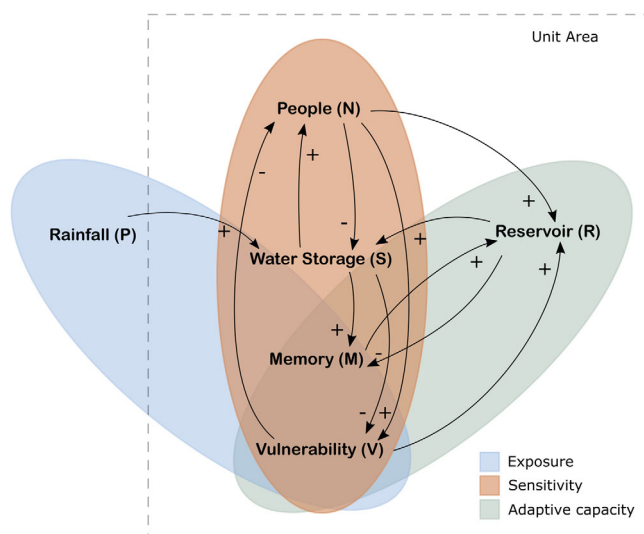 Unit Area
People (N)
-
+
-
+
Rainfall (P)
+
Water Storage (S)
+
Reservoir (R)
+
+
+
Memory (M)
-
-
+
Vulnerability (V)
Exposure
Sensitivity
Adaptive capacity